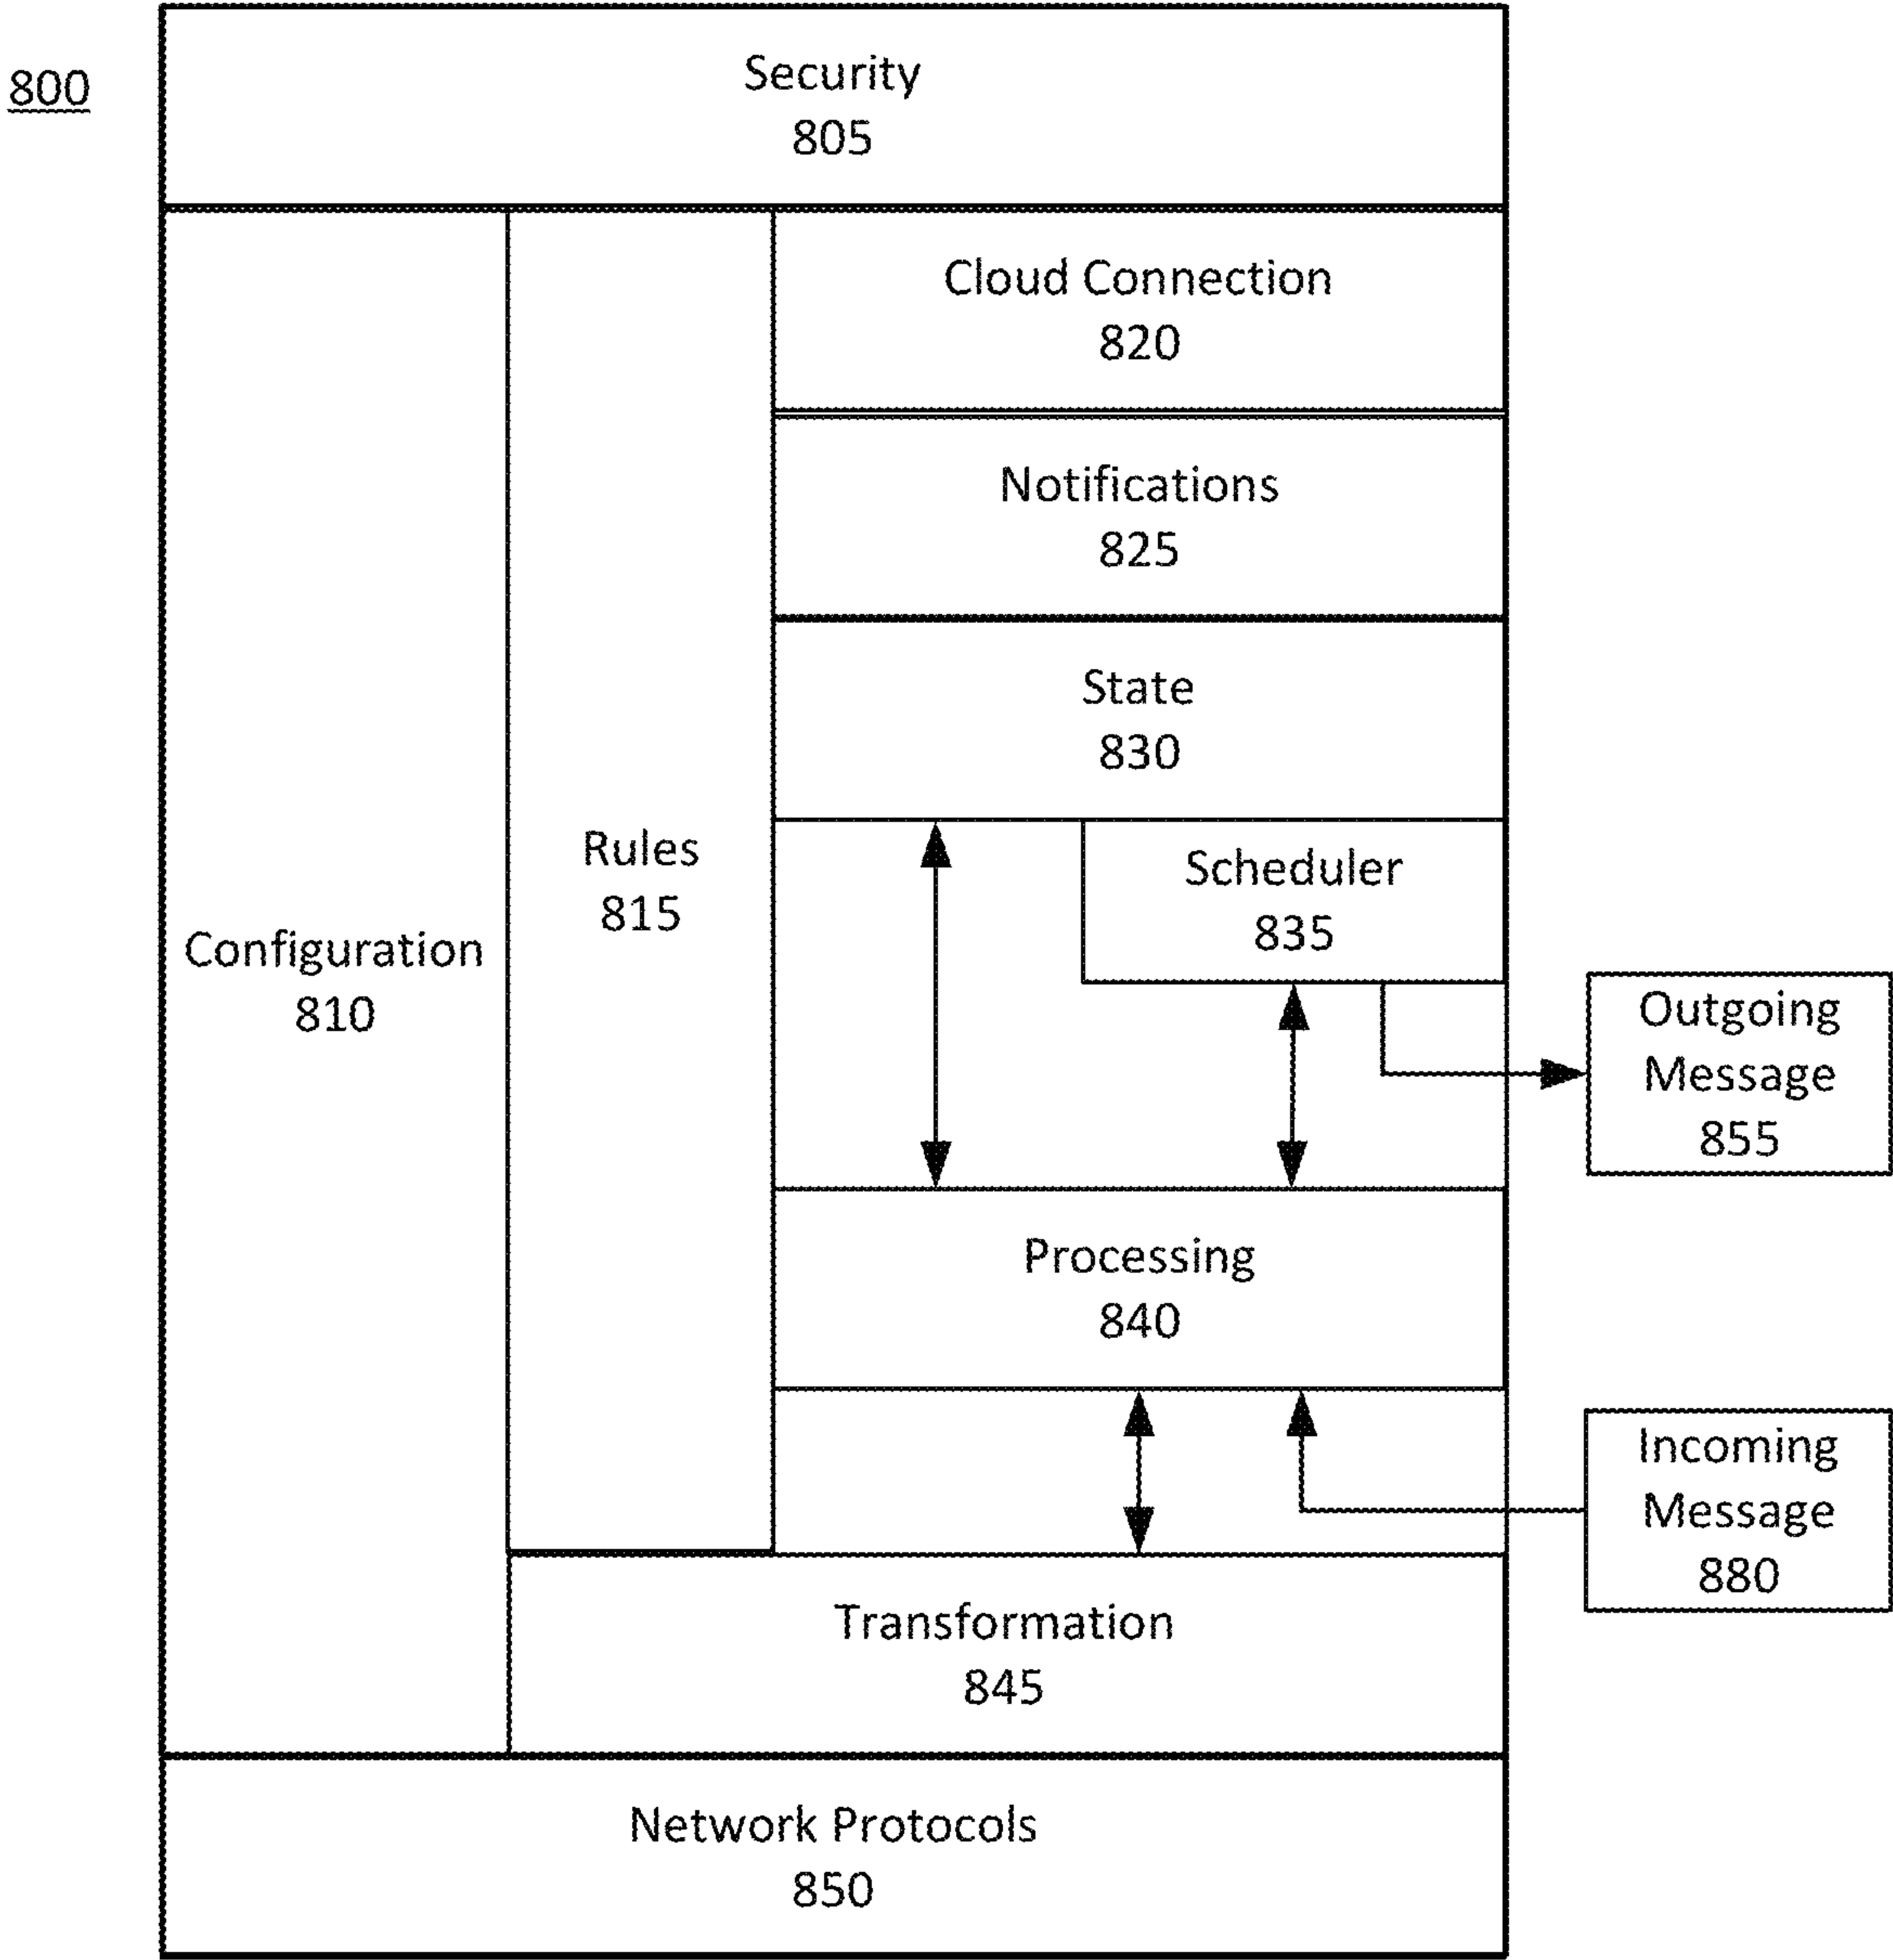 800
Security
805
Cloud Connection
820
Notifications
825
State
830
Rules
815
Scheduler
835
Configuration
810
Outgoing
Message
855
Processing
840
Incoming
Message
880
Transformation
845
Network Protocols
850